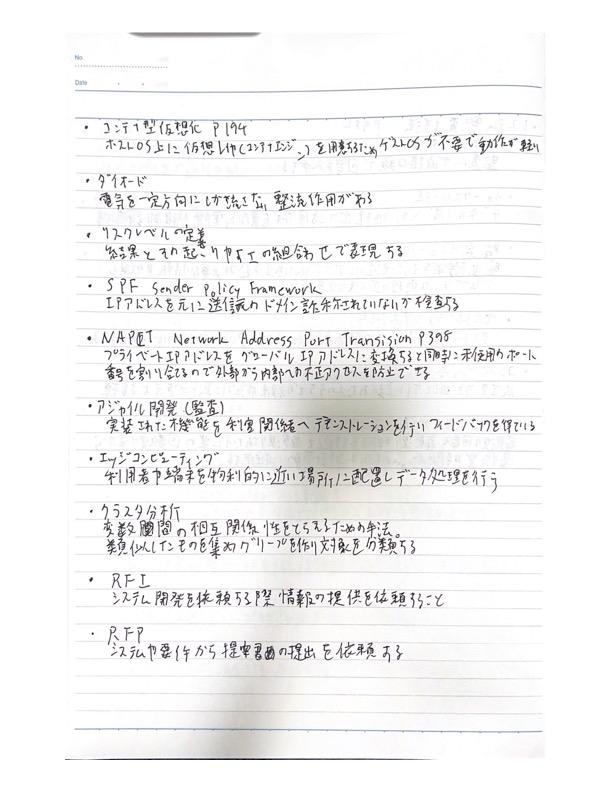 No.
Date
・コンテナ型仮想化 P194
ホストOS上に仮想レイヤ(コンテナエンジン)を用意するためゲストOSが不要で動作が軽い
・ダイオード
電気を一定方向にしか流さない, 整流作用がある
・リスクレベルの定義
結果とその起こりやすさの組合わせで表現する
・SPF Sender Policy Framework
IPアドレスを元に送信元のドメイン詐称されていないか検査する
・NAPT Network Address Port Transision P398
プライベートIPアドレスをグローバルIPアドレスに変換すると同時に未使用のポート
番号を割り当てるので外部から内部への不正アクセスを防止できる
・アジャイル開発(監査)
実装された機能を利害関係者へデモンストレーションを行いフィードバックを得ている
・エッジコンピューティング
利用者や端末を物利的に近い場所に配置しデータ処理を行う
・クラスタ分析
変数間の相互関係性をとらえるための手法。
類似したものを集めグループを作り対象を分類する
・RFI
システム開発を依頼する際情報の提供を依頼すること
・RFP
システムや要件から提案書の提出を依頼する